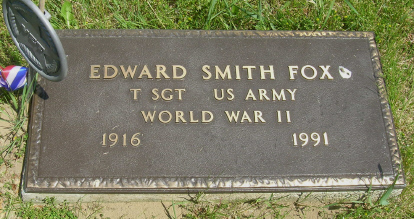 EDWARD SMITH FOX
T SGT US ARMY
WORLD WAR II
1916 1991